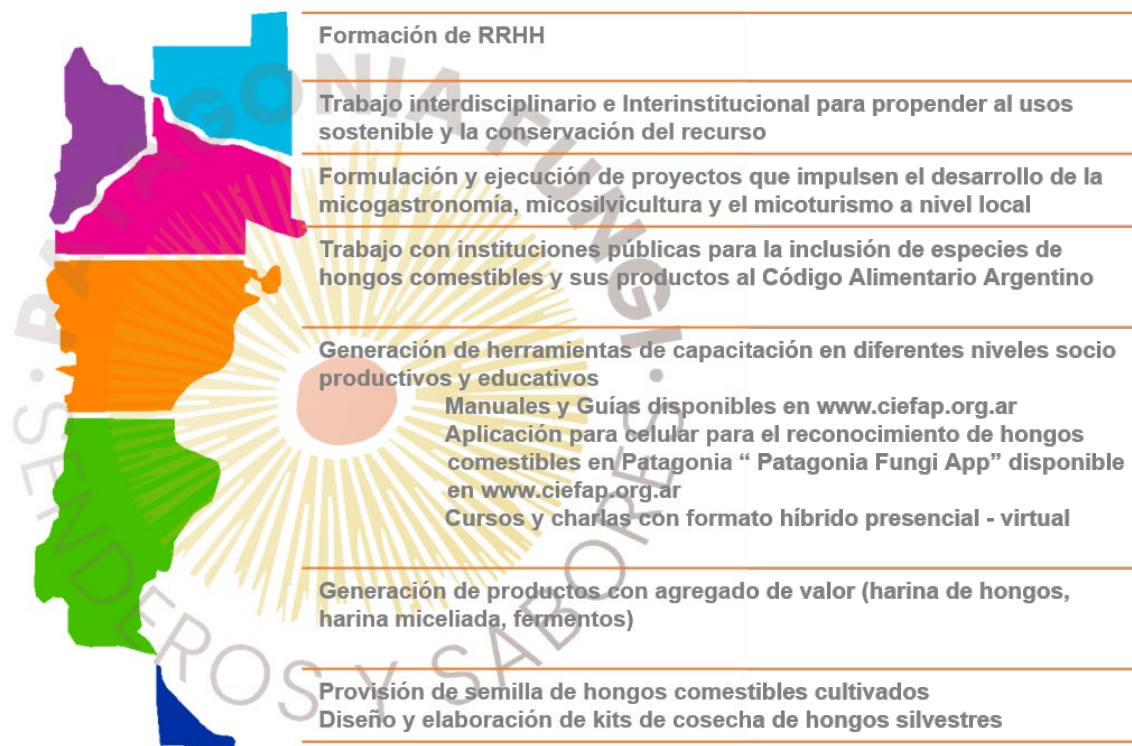 Formación de RRHH
Trabajo interdisciplinario e Interinstitucional para propender al usos
sostenible y la conservación del recurso
Formulación y ejecución de proyectos que impulsen el desarrollo de la
micogastronomía, micosilvicultura y el micoturismo a nivel local
Trabajo con instituciones públicas para la inclusión de especies de
hongos comestibles y sus productos al Código Alimentario Argentino
Generación de herramientas de capacitación en diferentes niveles socio
productivos y educativos
Manuales y Guías disponibles en www.ciefap.org.ar
Aplicación para celular para el reconocimiento de hongos
comestibles en Patagonia “ Patagonia Fungi App” disponible
en www.ciefap.org.ar
Cursos y charlas con formato híbrido presencial - virtual
Generación de productos con agregado de valor (harina de hongos,
harina miceliada, fermentos)
Provisión de semilla de hongos comestibles cultivados
Diseño y elaboración de kits de cosecha de hongos silvestres
· PATAGONIA FUNGI ·
SENDEROS Y SABORES